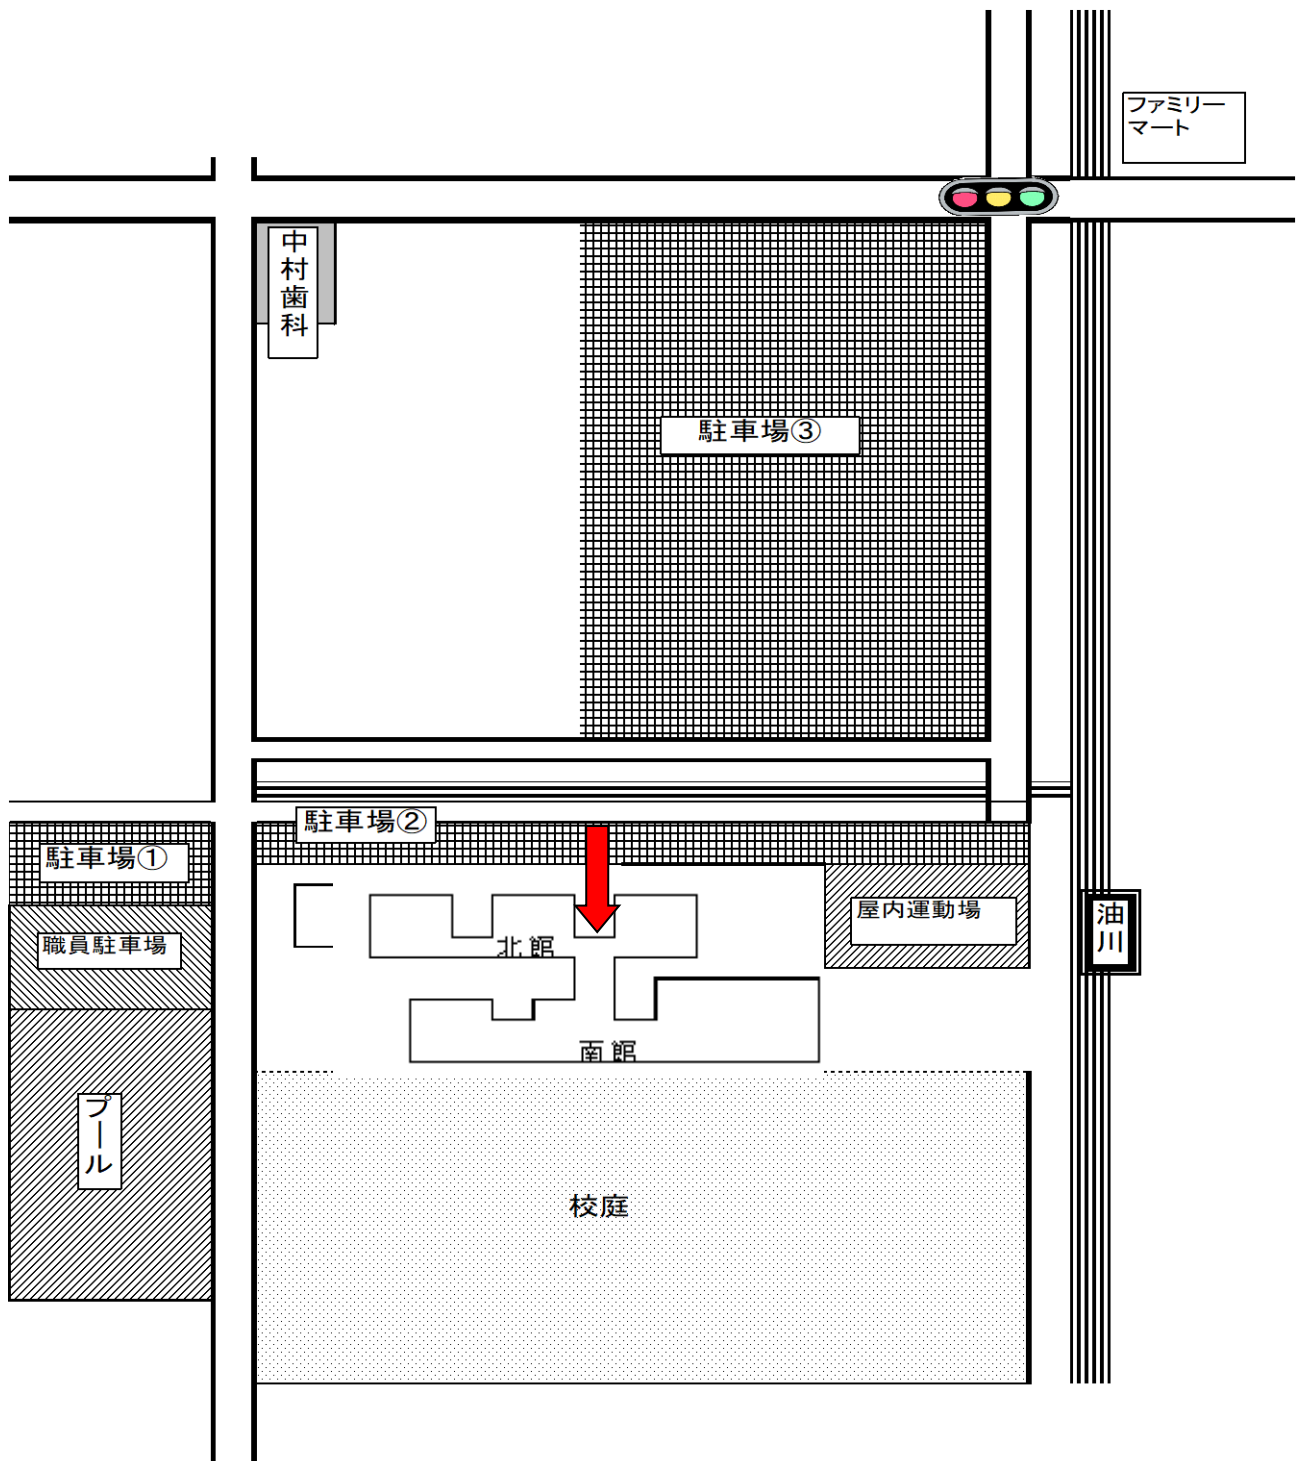 ファミリー
マート
中村歯科
駐車場③
駐車場②
駐車場①
職員駐車場
北館
屋内運動場
油川
南館
プール
校庭